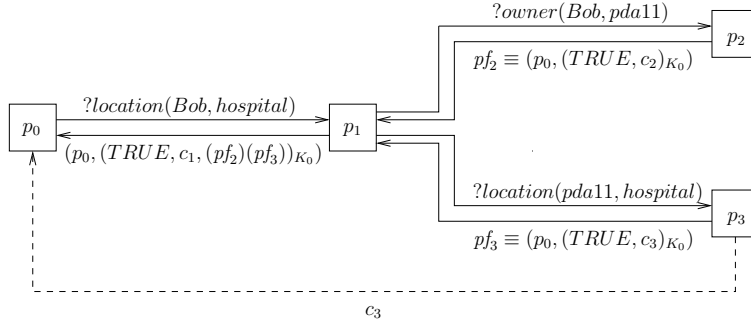 ?owner(Bob, pda11)
p2
pf2 ≡ (p0, (TRUE, c2)K0)
?location(Bob, hospital)
p0
p1
(p0, (TRUE, c1, (pf2)(pf3))K0)
?location(pda11, hospital)
p3
pf3 ≡ (p0, (TRUE, c3)K0)
c3